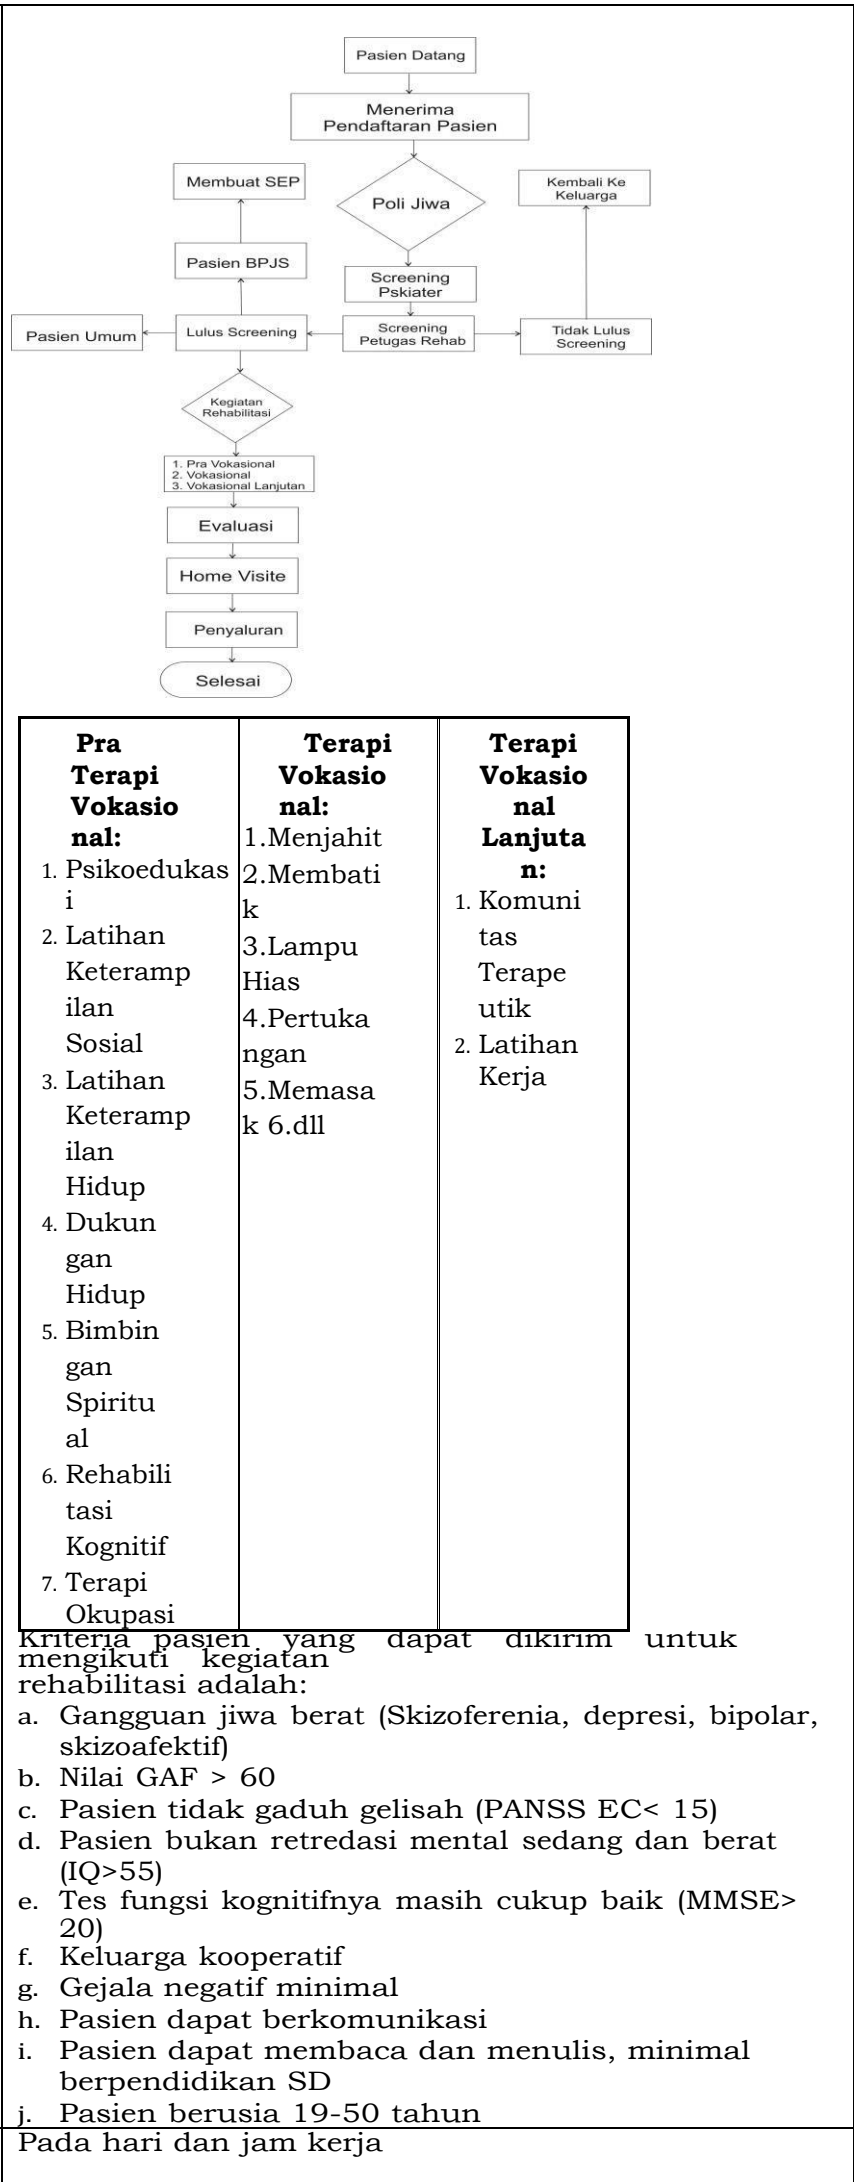 Pasien Datang
Menerima
Pendaftaran Pasien
Membuat SEP
Poli Jiwa
Kembali Ke
Keluarga
Pasien BPJS
Screening
Pskiater
Pasien Umum
Lulus Screening
Screening
Petugas Rehab
Tidak Lulus
Screening
Kegiatan
Rehabilitasi
1. Pra Vokasional
2. Vokasional
3. Vokasional Lanjutan
Evaluasi
Home Visite
Penyaluran
Selesai
Pra
Terapi
Vokasio
nal:
1. Psikoedukas
i
2. Latihan
Keteramp
ilan
Sosial
3. Latihan
Keteramp
ilan
Hidup
4. Dukun
gan
Hidup
5. Bimbin
gan
Spiritu
al
6. Rehabili
tasi
Kognitif
7. Terapi
Okupasi
Terapi
Vokasio
nal:
1.Menjahit
2.Membati
k
3.Lampu
Hias
4.Pertuka
ngan
5.Memasa
k 6.dll
Terapi
Vokasio
nal
Lanjuta
n:
1. Komuni
tas
Terape
utik
2. Latihan
Kerja
Kriteria pasien yang dapat dikirim untuk
mengikuti kegiatan
rehabilitasi adalah:
a. Gangguan jiwa berat (Skizoferenia, depresi, bipolar,
skizoafektif)
b. Nilai GAF > 60
c. Pasien tidak gaduh gelisah (PANSS EC< 15)
d. Pasien bukan retredasi mental sedang dan berat
(IQ>55)
e. Tes fungsi kognitifnya masih cukup baik (MMSE>
20)
f. Keluarga kooperatif
g. Gejala negatif minimal
h. Pasien dapat berkomunikasi
i. Pasien dapat membaca dan menulis, minimal
berpendidikan SD
j. Pasien berusia 19-50 tahun
Pada hari dan jam kerja